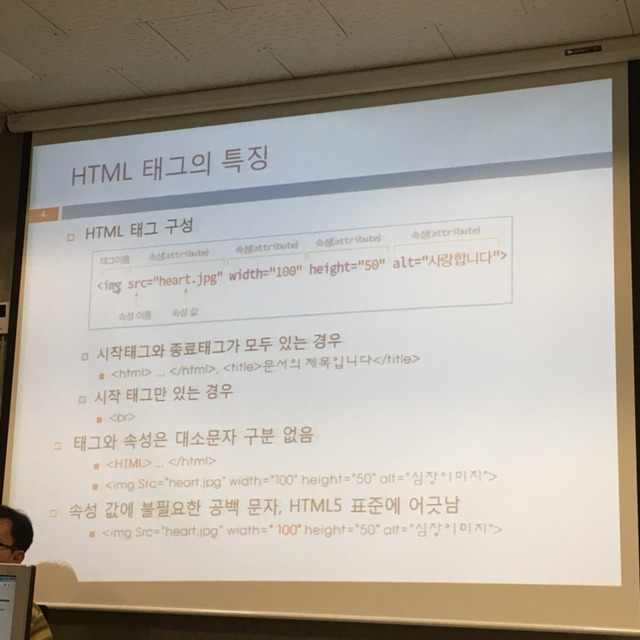 HTML 태그의 특징
4
HTML 태그 구성
태그이름 속성(attribute) 속성(attribute) 속성(attribute) 속성(attribute)
<img src="heart.jpg" width="100" height="50" alt="사랑합니다">
속성 이름 속성 값
시작태그와 종료태그가 모두 있는 경우
<html> ... </html>, <title>문서의 제목입니다</title>
시작 태그만 있는 경우
<br>
태그와 속성은 대소문자 구분 없음
<HTML> ... </html>
<img Src="heart.jpg" width="100" height="50" alt="심장이미지">
속성 값에 불필요한 공백 문자, HTML5 표준에 어긋남
<img Src="heart.jpg" width=" 100" height="50" alt="심장이미지">